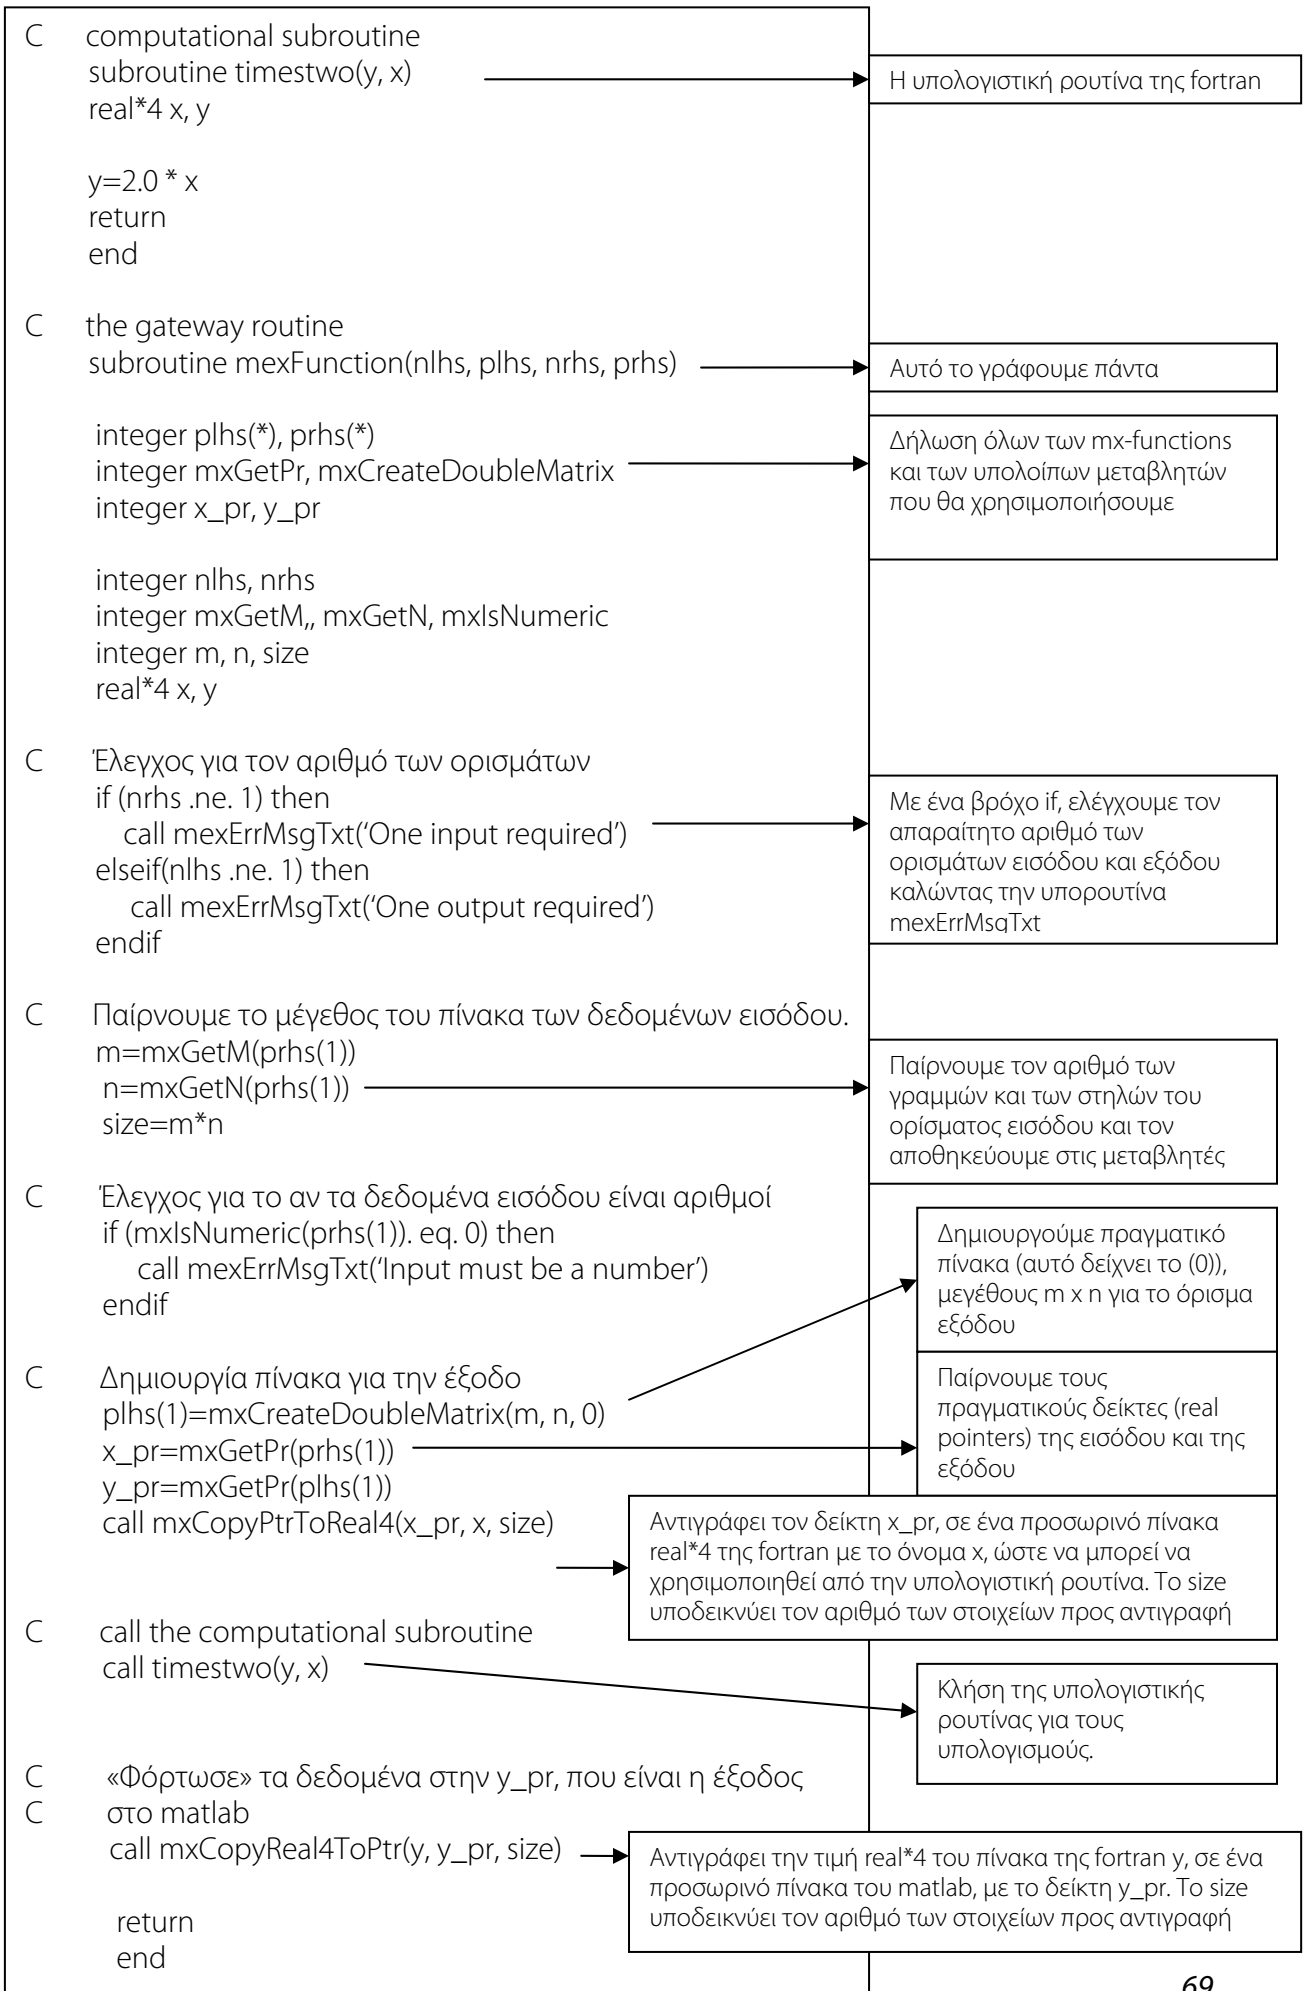 C computational subroutine
subroutine timestwo(y, x)
real*4 x, y
y=2.0 * x
return
end
Η υπολογιστική ρουτίνα της fortran
C the gateway routine
subroutine mexFunction(nlhs, plhs, nrhs, prhs)
Αυτό το γράφουμε πάντα
integer plhs(*), prhs(*)
integer mxGetPr, mxCreateDoubleMatrix
integer x_pr, y_pr
Δήλωση όλων των mx-functions
και των υπολοίπων μεταβλητών
που θα χρησιμοποιήσουμε
integer nlhs, nrhs
integer mxGetM,, mxGetN, mxIsNumeric
integer m, n, size
real*4 x, y
C Έλεγχος για τον αριθμό των ορισμάτων
if (nrhs .ne. 1) then
call mexErrMsgTxt(‘One input required’)
elseif(nlhs .ne. 1) then
call mexErrMsgTxt(‘One output required’)
endif
Με ένα βρόχο if, ελέγχουμε τον
απαραίτητο αριθμό των
ορισμάτων εισόδου και εξόδου
καλώντας την υπορουτίνα
mexErrMsgTxt
C Παίρνουμε το μέγεθος του πίνακα των δεδομένων εισόδου.
m=mxGetM(prhs(1))
n=mxGetN(prhs(1))
size=m*n
Παίρνουμε τον αριθμό των
γραμμών και των στηλών του
ορίσματος εισόδου και τον
αποθηκεύουμε στις μεταβλητές
C Έλεγχος για το αν τα δεδομένα εισόδου είναι αριθμοί
if (mxIsNumeric(prhs(1)). eq. 0) then
call mexErrMsgTxt(‘Input must be a number’)
endif
Δημιουργούμε πραγματικό
πίνακα (αυτό δείχνει το (0)),
μεγέθους m x n για το όρισμα
εξόδου
C Δημιουργία πίνακα για την έξοδο
plhs(1)=mxCreateDoubleMatrix(m, n, 0)
x_pr=mxGetPr(prhs(1))
y_pr=mxGetPr(plhs(1))
call mxCopyPtrToReal4(x_pr, x, size)
Παίρνουμε τους
πραγματικούς δείκτες (real
pointers) της εισόδου και της
εξόδου
Αντιγράφει τον δείκτη x_pr, σε ένα προσωρινό πίνακα
real*4 της fortran με το όνομα x, ώστε να μπορεί να
χρησιμοποιηθεί από την υπολογιστική ρουτίνα. Το size
υποδεικνύει τον αριθμό των στοιχείων προς αντιγραφή
C call the computational subroutine
call timestwo(y, x)
Κλήση της υπολογιστικής
ρουτίνας για τους
υπολογισμούς.
C «Φόρτωσε» τα δεδομένα στην y_pr, που είναι η έξοδος
C στο matlab
call mxCopyReal4ToPtr(y, y_pr, size)
Αντιγράφει την τιμή real*4 του πίνακα της fortran y, σε ένα
προσωρινό πίνακα του matlab, με το δείκτη y_pr. Το size
υποδεικνύει τον αριθμό των στοιχείων προς αντιγραφή
return
end
69